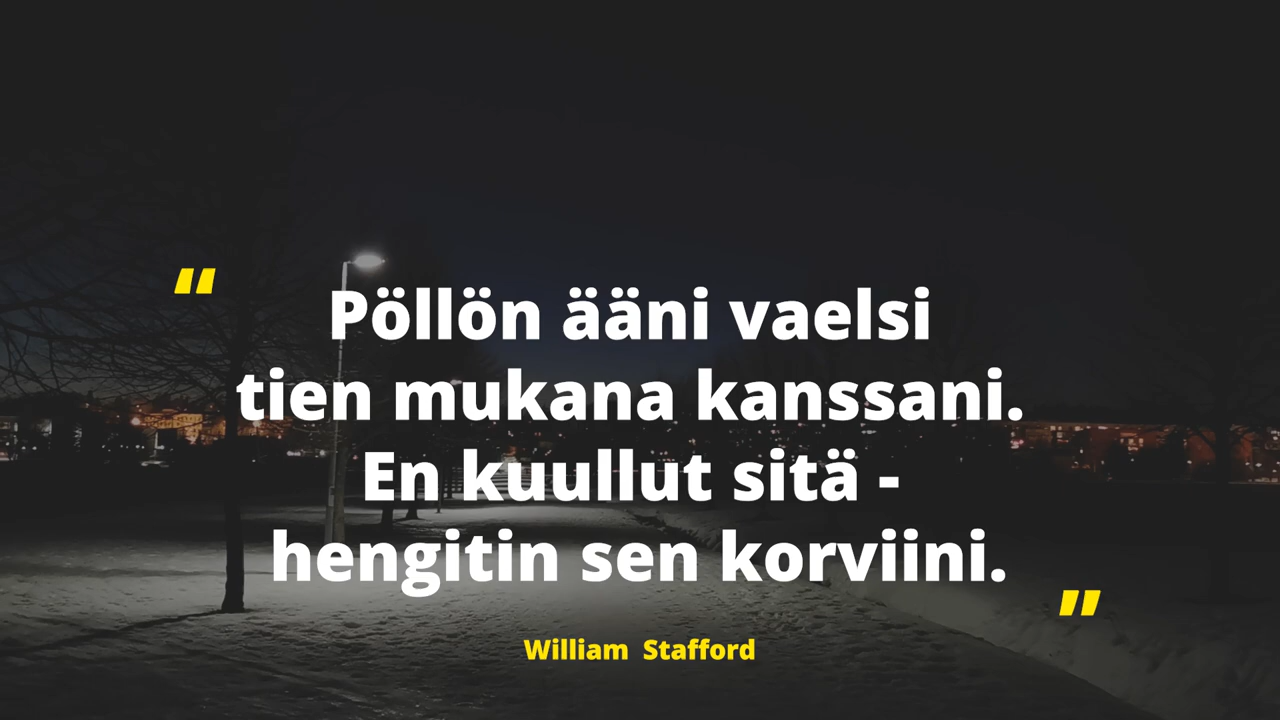 "
Pöllön ääni vaelsi
tien mukana kanssani.
En kuullut sitä -
hengitin sen korviini.
"
William Stafford